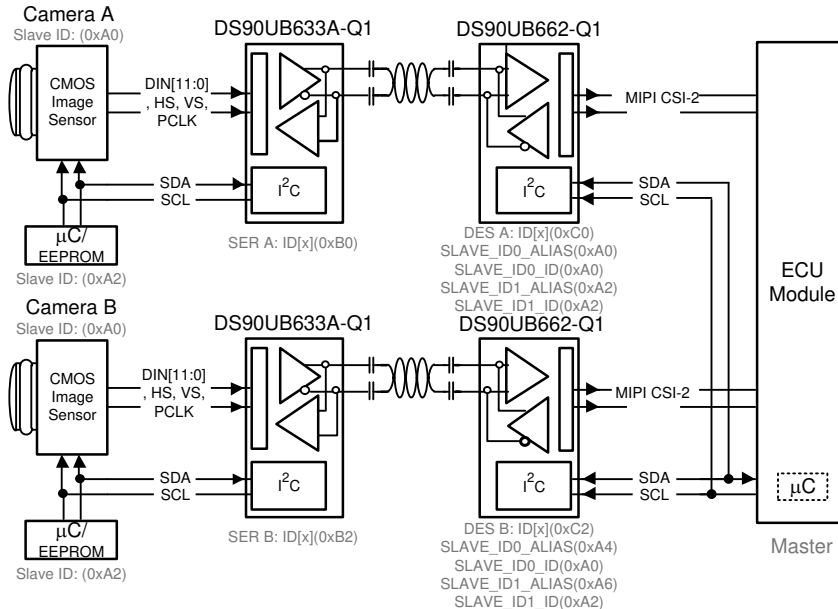 Camera A
Slave ID: (0xA0)
DS90UB633A-Q1
DS90UB662-Q1
CMOS
Image
Sensor
DIN[11:0]
, HS, VS,
PCLK
MIPI CSI-2
SDA
SCL
I²C
I²C
SDA
SCL
µC/
EEPROM
Slave ID: (0xA2)
SER A: ID[x](0xB0)
DES A: ID[x](0xC0)
SLAVE_ID0_ALIAS(0xA0)
SLAVE_ID0_ID(0xA0)
SLAVE_ID1_ALIAS(0xA2)
SLAVE_ID1_ID(0xA2)
ECU
Module
Camera B
Slave ID: (0xA0)
DS90UB633A-Q1
DS90UB662-Q1
CMOS
Image
Sensor
DIN[11:0]
, HS, VS,
PCLK
MIPI CSI-2
SDA
SCL
I²C
I²C
SDA
SCL
µC
µC/
EEPROM
Slave ID: (0xA2)
SER B: ID[x](0xB2)
DES B: ID[x](0xC2)
SLAVE_ID0_ALIAS(0xA4)
SLAVE_ID0_ID(0xA0)
SLAVE_ID1_ALIAS(0xA6)
SLAVE_ID1_ID(0xA2)
Master